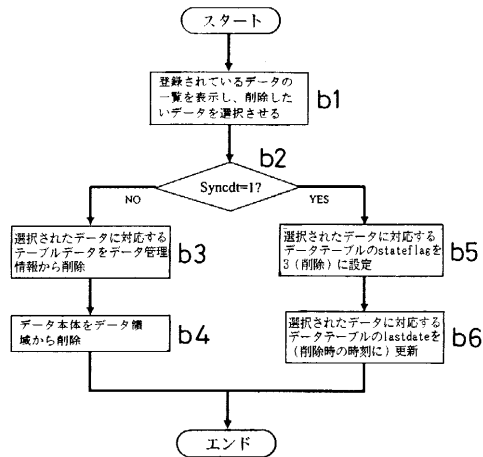 スタート
登録されているデータの
一覧を表示し、削除した
いデータを選択させる
b1
b2
Syncdt=1?
NO
YES
選択されたデータに対応する
テーブルデータをデータ管理
情報から削除
b3
選択されたデータに対応する
データテーブルのstateflagを
3(削除)に設定
b5
データ本体をデータ領
域から削除
b4
選択されたデータに対応する
データテーブルのlastdateを
(削除時の時刻に)更新
b6
エンド